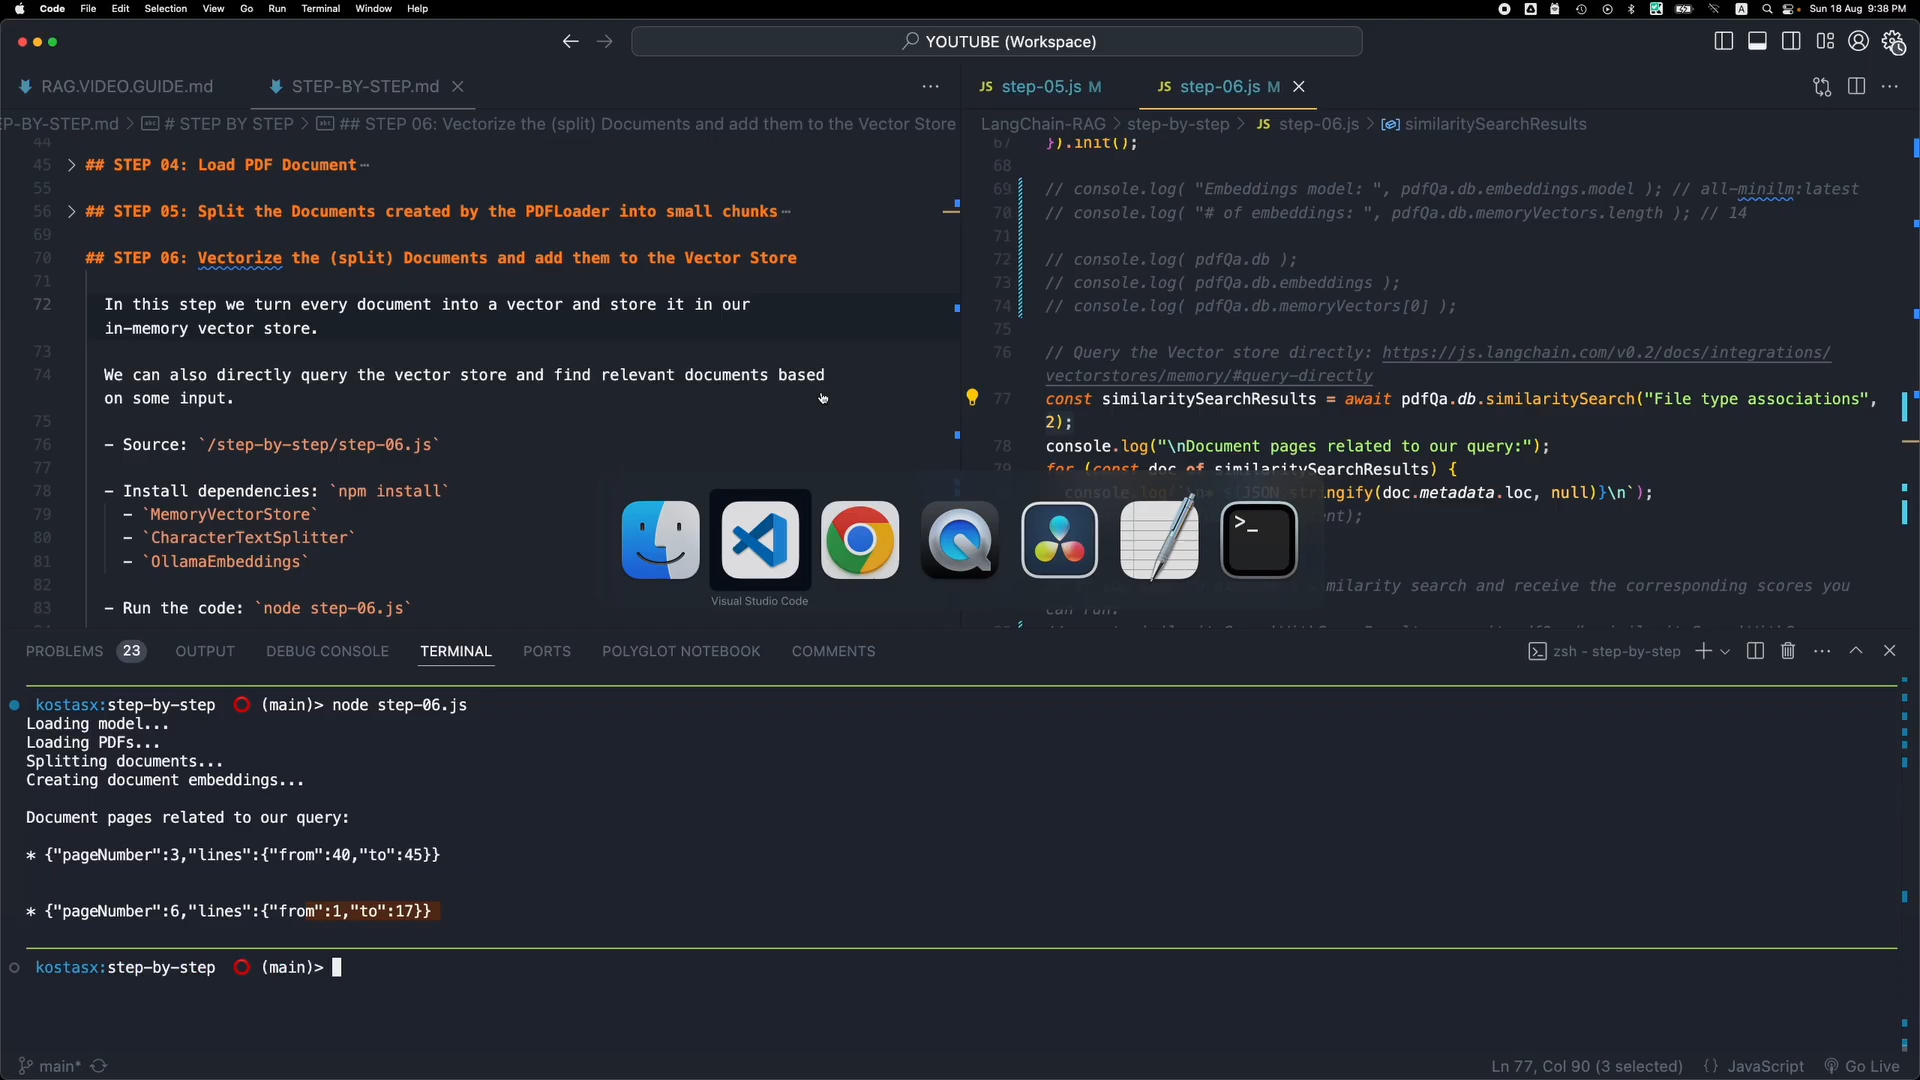 Code File Edit Selection View Go Run Terminal Window Help
Sun 18 Aug 9:38 PM
YOUTUBE (Workspace)
RAG.VIDEO.GUIDE.md
STEP-BY-STEP.md
P-BY-STEP.md > # STEP BY STEP > ## STEP 06: Vectorize the (split) Documents and add them to the Vector Store
44
45 ## STEP 04: Load PDF Document
55
56 ## STEP 05: Split the Documents created by the PDFLoader into small chunks
69
70 ## STEP 06: Vectorize the (split) Documents and add them to the Vector Store
71
72 In this step we turn every document into a vector and store it in our
in-memory vector store.
73
74 We can also directly query the vector store and find relevant documents based
on some input.
75
76 - Source: `/step-by-step/step-06.js`
77
78 - Install dependencies: `npm install`
79 - `MemoryVectorStore`
80 - `CharacterTextSplitter`
81 - `OllamaEmbeddings`
82
83 - Run the code: `node step-06.js`
JS step-05.js M
JS step-06.js M
LangChain-RAG > step-by-step > JS step-06.js > similaritySearchResults
67 }).init();
68
69 // console.log( "Embeddings model: ", pdfQa.db.embeddings.model ); // all-minilm:latest
70 // console.log( "# of embeddings: ", pdfQa.db.memoryVectors.length ); // 14
71
72 // console.log( pdfQa.db );
73 // console.log( pdfQa.db.embeddings );
74 // console.log( pdfQa.db.memoryVectors[0] );
75
76 // Query the Vector store directly: https://js.langchain.com/v0.2/docs/integrations/
vectorstores/memory/#query-directly
77 const similaritySearchResults = await pdfQa.db.similaritySearch("File type associations",
2);
78 console.log("\nDocument pages related to our query:");
79 for (const doc of similaritySearchResults) {
console.log(`\n* ${JSON.stringify(doc.metadata.loc, null)}\n`);
ent);
milarity search and receive the corresponding scores you
can run:
Visual Studio Code
PROBLEMS 23 OUTPUT DEBUG CONSOLE TERMINAL PORTS POLYGLOT NOTEBOOK COMMENTS
zsh - step-by-step
kostasx:step-by-step (main)> node step-06.js
Loading model...
Loading PDFs...
Splitting documents...
Creating document embeddings...
Document pages related to our query:
* {"pageNumber":3,"lines":{"from":40,"to":45}}
* {"pageNumber":6,"lines":{"from":1,"to":17}}
kostasx:step-by-step (main)>
main*
Ln 77, Col 90 (3 selected) {} JavaScript Go Live